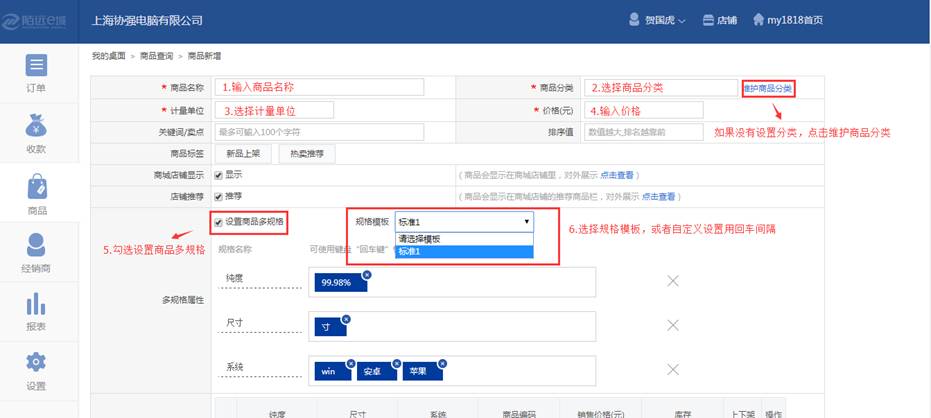 陌远e城 上海协强电脑有限公司 贺国虎 店铺 my1818首页
我的桌面 > 商品查询 > 商品新增
订单
收款
商品
经销商
报表
设置
* 商品名称 1.输入商品名称 * 商品分类 2.选择商品分类 维护商品分类
* 计量单位 3.选择计量单位 * 价格(元) 4.输入价格
如果没有设置分类，点击维护商品分类
关键词/卖点 最多可输入100个字符 排序值 数值越大,排名越靠前
商品标签 新品上架 热卖推荐
商城店铺显示 显示 (商品会显示在商城店铺里，对外展示 点击查看)
店铺推荐 推荐 (商品会显示在商城店铺的推荐商品栏，对外展示 点击查看)
设置商品多规格 规格模板 标准1
请选择模板
标准1
6.选择规格模板，或者自定义设置用回车间隔
5.勾选设置商品多规格
规格名称 可使用键盘“回车键”
多规格属性
纯度 99.98%
尺寸 寸
系统 win 安卓 苹果
纯度 尺寸 系统 商品编码 销售价格(元) 库存 上下架 操作